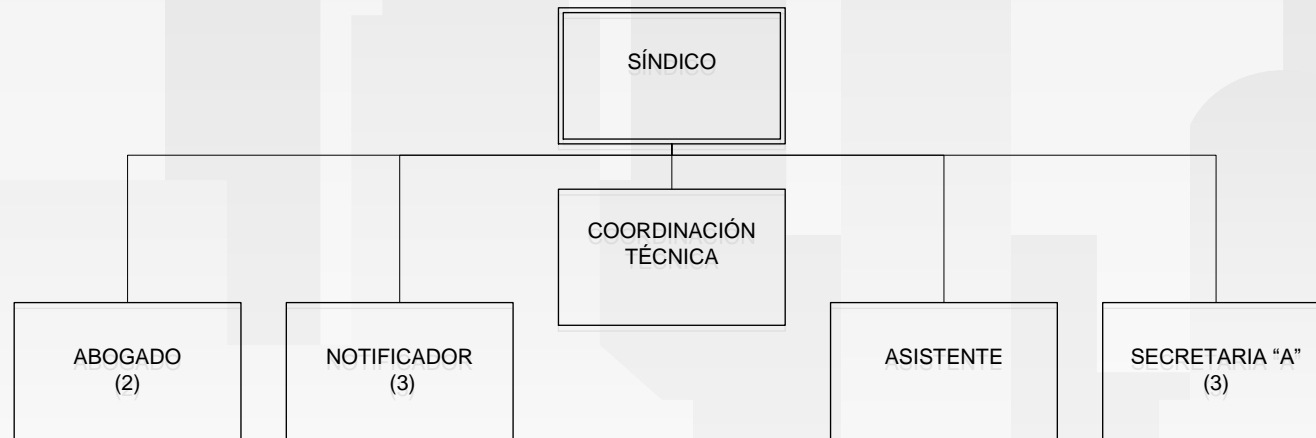 SÍNDICO
COORDINACIÓN
TÉCNICA
ABOGADO
(2)
NOTIFICADOR
(3)
ASISTENTE
SECRETARIA “A”
(3)